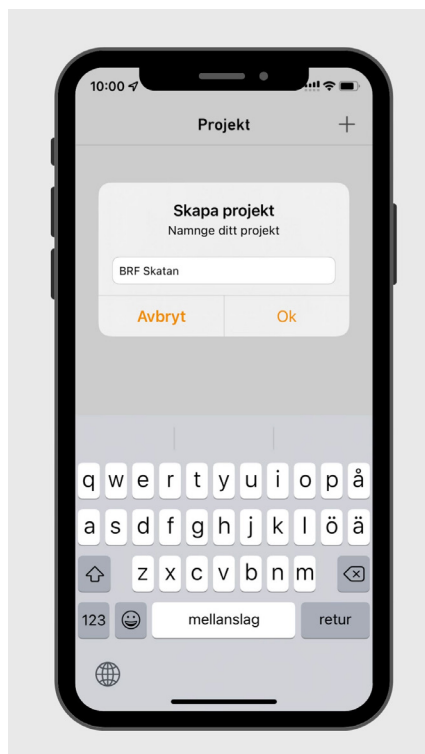 10:00
Projekt
Skapa projekt
Namnge ditt projekt
BRF Skatan
Avbryt Ok
q w e r t y u i o p å
a s d f g h j k l ö ä
z x c v b n m
123 mellanslag retur